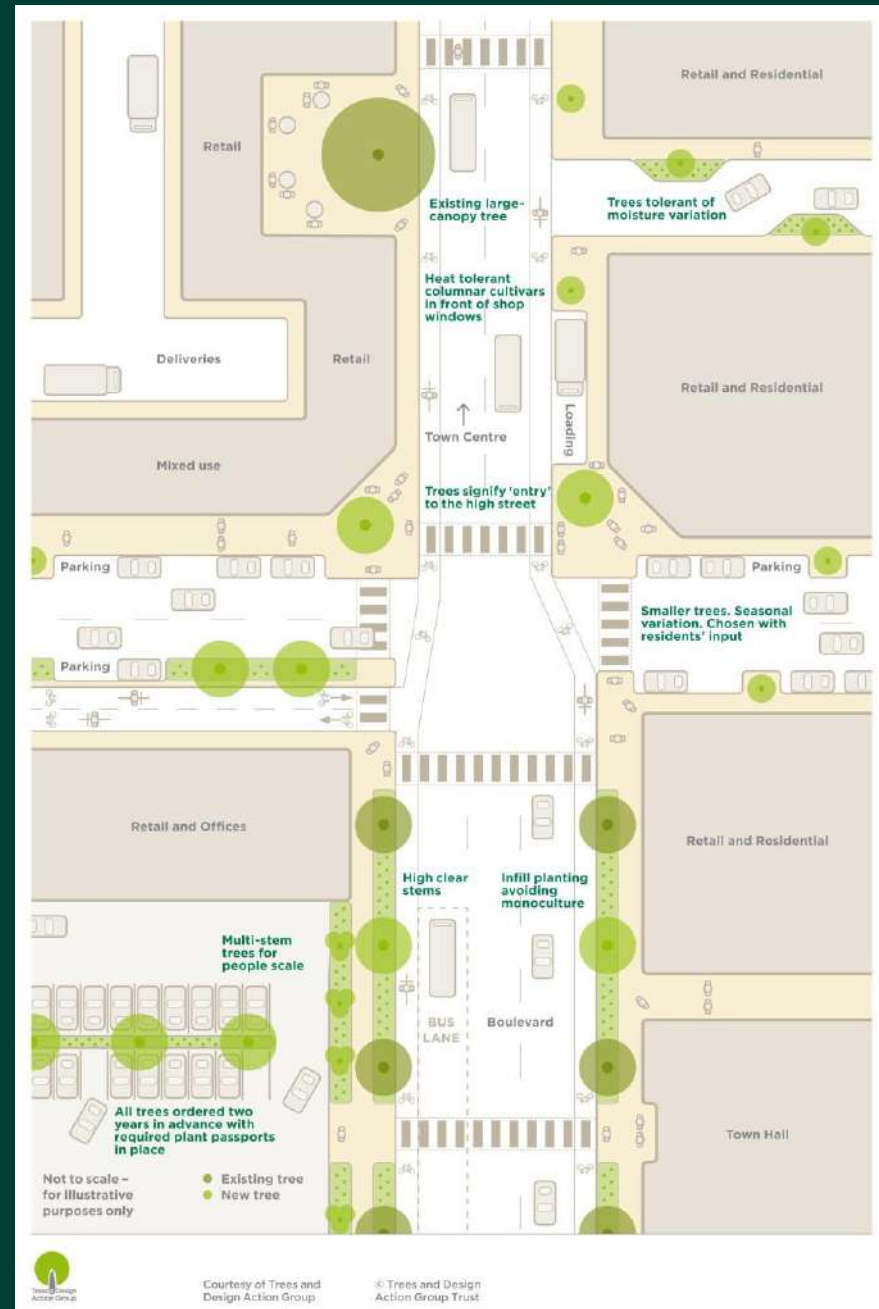 Retail and Residential
Retail
Existing large-
canopy tree
Trees tolerant of
moisture variation
Heat tolerant
columnar cultivars
in front of shop
windows
Deliveries
Retail
Retail and Residential
Loading
Town Centre
Mixed use
Trees signify ‘entry’
to the high street
Parking
Parking
Smaller trees. Seasonal
variation. Chosen with
residents’ input
Parking
Retail and Offices
Retail and Residential
High clear
stems
Infill planting
avoiding
monoculture
Multi-stem
trees for
people scale
BUS
LANE
Boulevard
All trees ordered two
years in advance with
required plant passports
in place
Town Hall
Not to scale –
for illustrative
purposes only
Existing tree
New tree
Trees & Design
Action Group
Courtesy of Trees and
Design Action Group
© Trees and Design
Action Group Trust